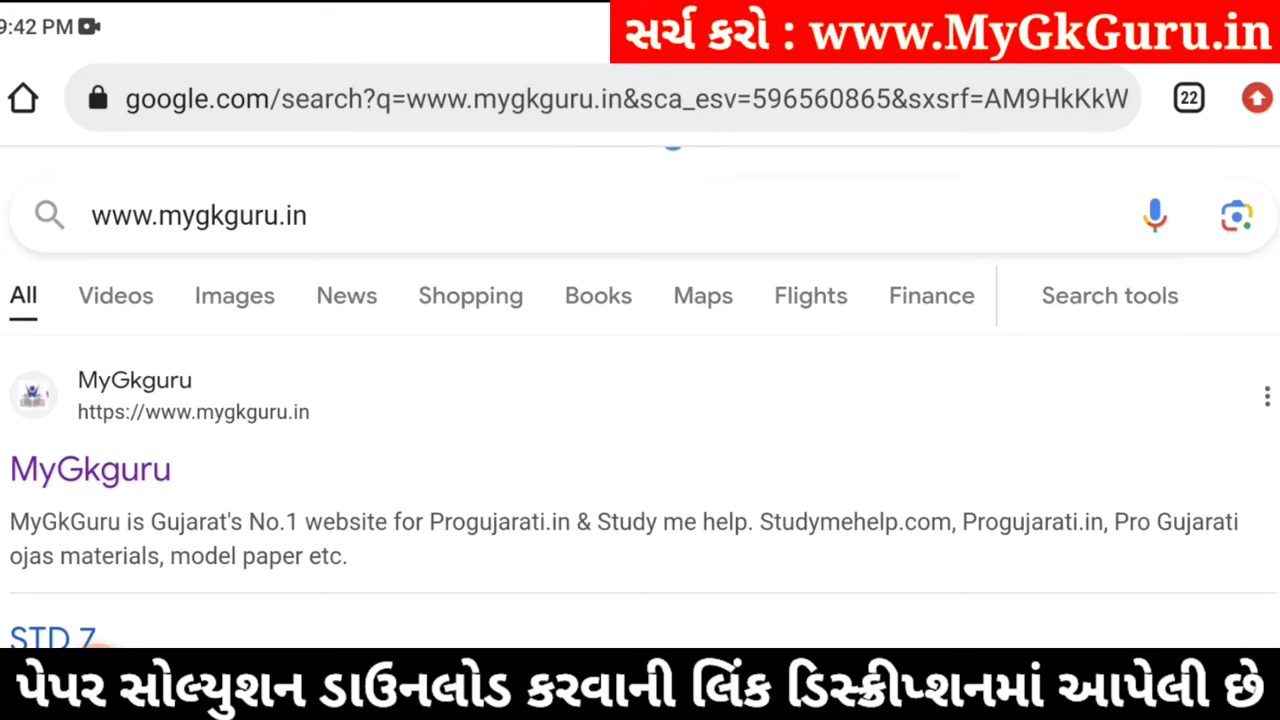 9:42 PM
સર્ચ કરો : www.MyGkGuru.in
google.com/search?q=www.mygkguru.in&sca_esv=596560865&sxsrf=AM9HkKkW
22
www.mygkguru.in
All Videos Images News Shopping Books Maps Flights Finance Search tools
MyGkguru
https://www.mygkguru.in
MyGkguru
MyGkGuru is Gujarat's No.1 website for Progujarati.in & Study me help. Studymehelp.com, Progujarati.in, Pro Gujarati
ojas materials, model paper etc.
STD 7
પેપર સોલ્યુશન ડાઉનલોડ કરવાની લિંક ડિસ્ક્રીપ્શનમાં આપેલી છે